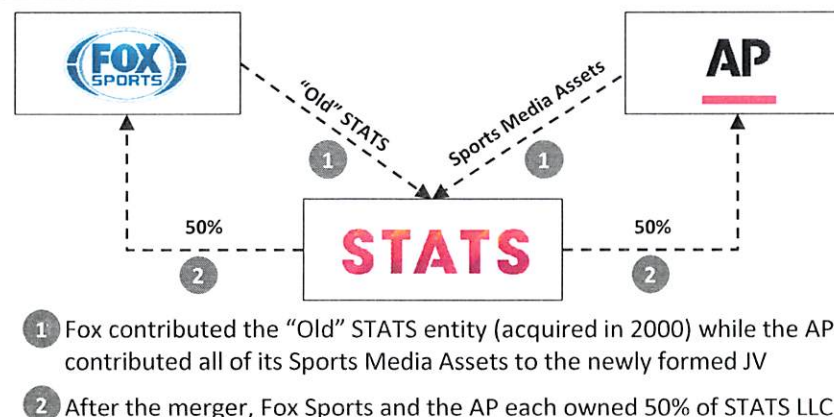 FOX
SPORTS
AP
"Old" STATS
Sports Media Assets
1
1
50%
STATS
50%
2
2
1 Fox contributed the "Old" STATS entity (acquired in 2000) while the AP
contributed all of its Sports Media Assets to the newly formed JV
2 After the merger, Fox Sports and the AP each owned 50% of STATS LLC